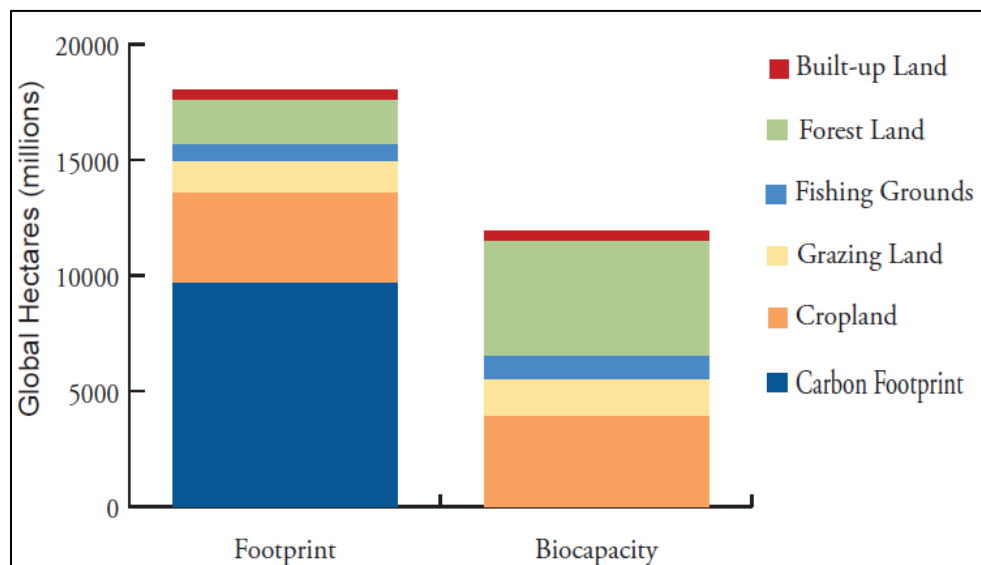 Global Hectares (millions)
20000
15000
10000
5000
0
Footprint
Biocapacity
Built-up Land
Forest Land
Fishing Grounds
Grazing Land
Cropland
Carbon Footprint